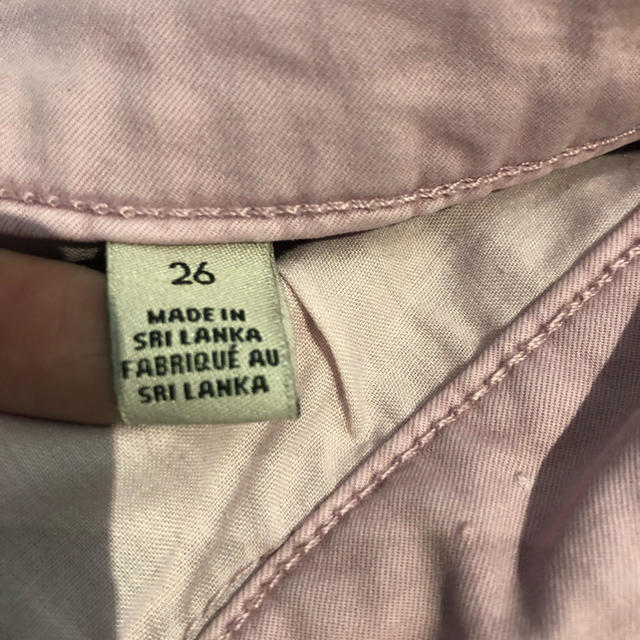 26
MADE IN
SRI LANKA
FABRIQUÉ AU
SRI LANKA